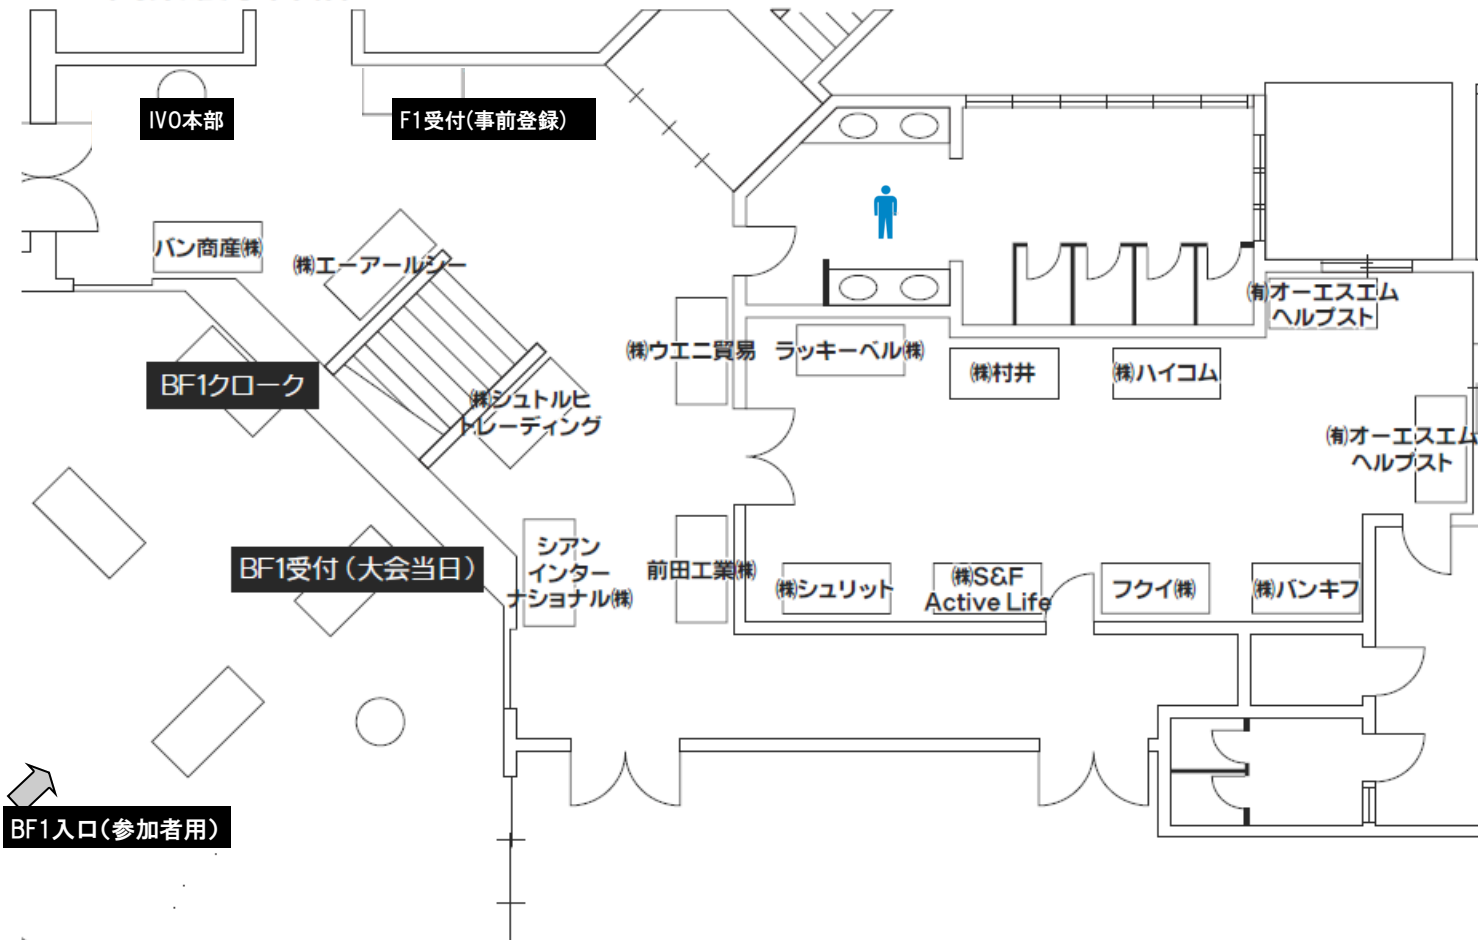 IVO本部
F1受付(事前登録)
バン商産㈱
㈱エーアールシー
㈲オーエスエム
ヘルプスト
㈱ウエニ貿易
ラッキーベル㈱
㈱村井
㈱ハイコム
BF1クローク
㈱シュトルヒ
トレーディング
㈲オーエスエム
ヘルプスト
BF1受付（大会当日）
シアン
インター
ナショナル㈱
前田工業㈱
㈱シュリット
㈱S&F
Active Life
フクイ㈱
㈱バンキフ
BF1入口(参加者用)